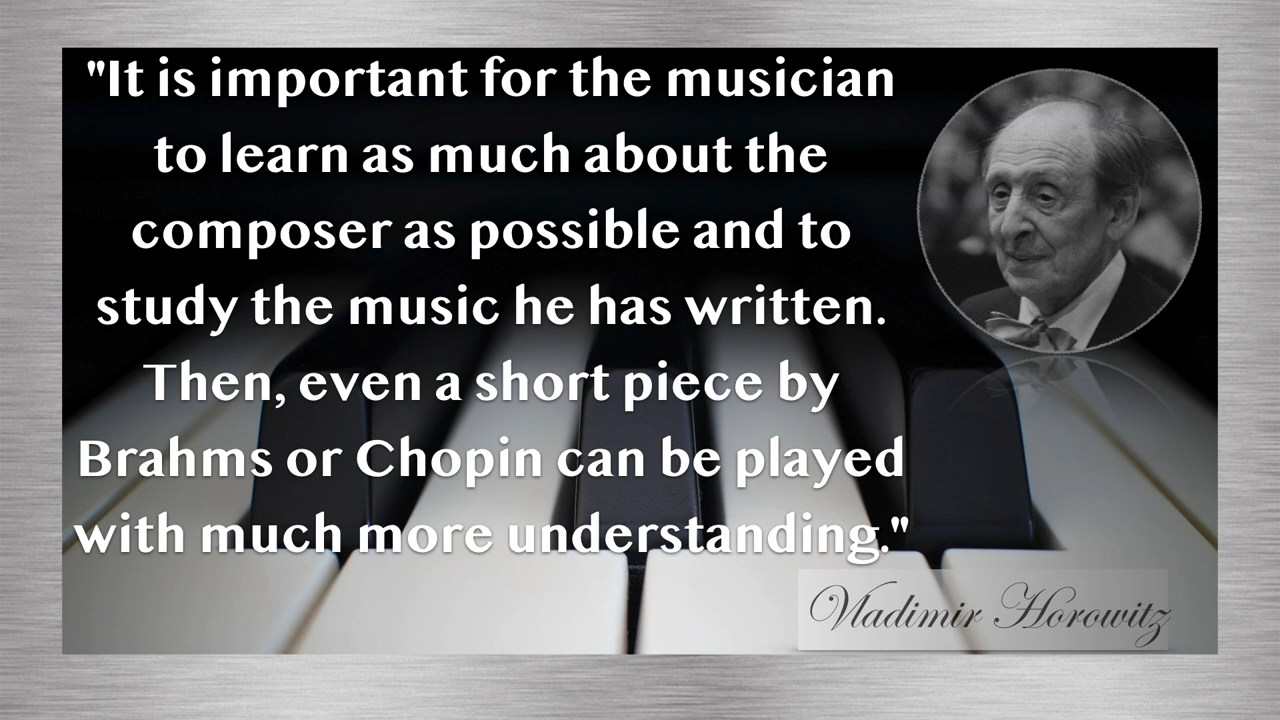 "It is important for the musician
to learn as much about the
composer as possible and to
study the music he has written.
Then, even a short piece by
Brahms or Chopin can be played
with much more understanding."
Vladimir Horowitz